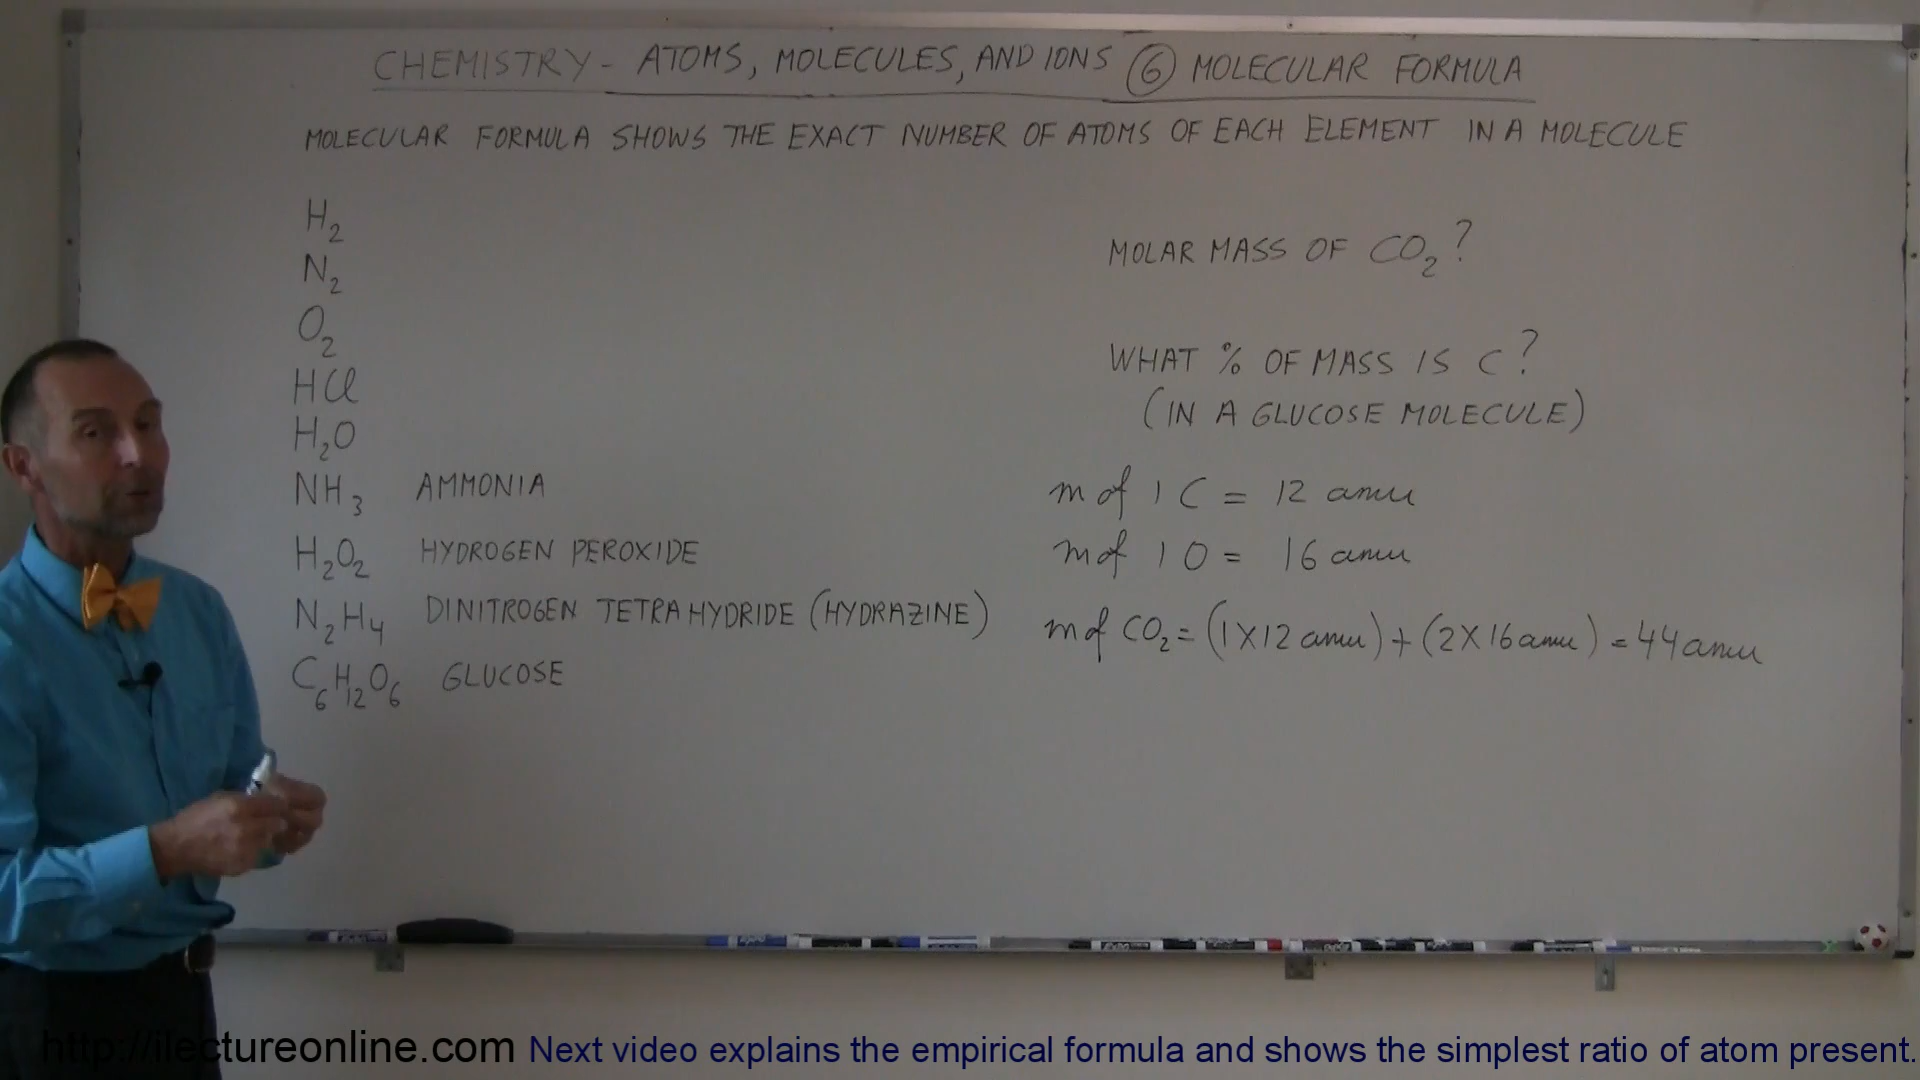 CHEMISTRY - ATOMS, MOLECULES, AND IONS ⑥ MOLECULAR FORMULA
MOLECULAR FORMULA SHOWS THE EXACT NUMBER OF ATOMS OF EACH ELEMENT IN A MOLECULE
H₂
N₂
O₂
HCl
H₂O
NH₃ AMMONIA
H₂O₂ HYDROGEN PEROXIDE
N₂H₄ DINITROGEN TETRAHYDRIDE (HYDRAZINE)
C₆H₁₂O₆ GLUCOSE
MOLAR MASS OF CO₂?
WHAT % OF MASS IS C?
(IN A GLUCOSE MOLECULE)
m of 1 C = 12 amu
m of 1 O = 16 amu
m of CO₂ = (1X12 amu) + (2X16 amu) = 44 amu
http://ilectureonline.com Next video explains the empirical formula and shows the simplest ratio of atom present.